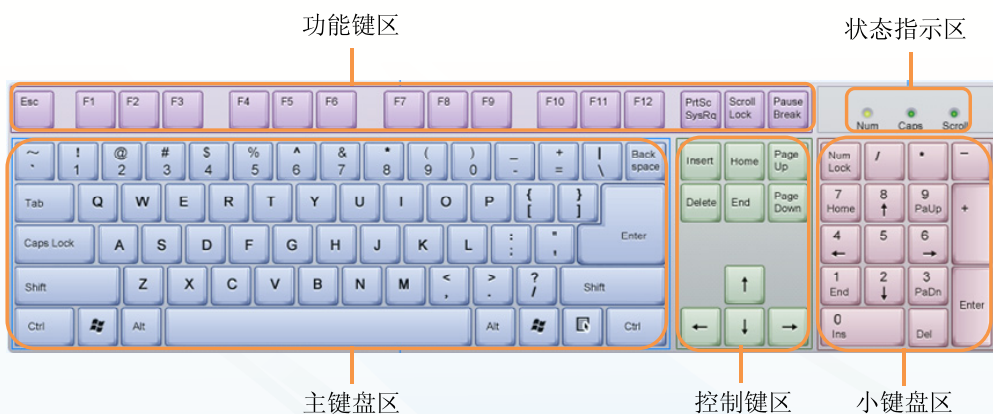 功能键区 状态指示区
Esc F1 F2 F3 F4 F5 F6 F7 F8 F9 F10 F11 F12 PrtSc SysRq Scroll Lock Pause Break
Num Caps Scroll
~ ` ! 1 @ 2 # 3 $ 4 % 5 ^ 6 & 7 * 8 ( 9 ) 0 _ - + = | \ Back space Insert Home Page Up Num Lock / * -
Tab Q W E R T Y U I O P { [ } ] Delete End Page Down 7 Home 8 ↑ 9 PaUp +
Caps Lock A S D F G H J K L : ; " , Enter 4 ← 5 6 →
Shift Z X C V B N M < , > . ? / Shift ↑ 1 End 2 ↓ 3 PaDn Enter
Ctrl Alt Alt Ctrl ← ↓ → 0 Ins Del
主键盘区 控制键区 小键盘区